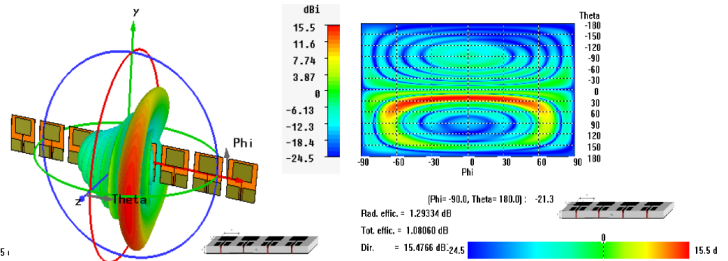 y
Phi
z
Theta
5
dBi
15.5
11.6
7.74
3.87
0
-6.13
-12.3
-18.4
-24.5
Theta
-180
-150
-120
-90
-60
-30
0
30
60
90
120
150
180
-90 -60 -30 0 30 60 90
Phi
(Phi= -90.0, Theta= 180.0) : -21.3
Rad. effic. = 1.29334 dB
Tot. effic. = 1.08060 dB
Dir. = 15.4766 dB
-24.5 0 15.5 d